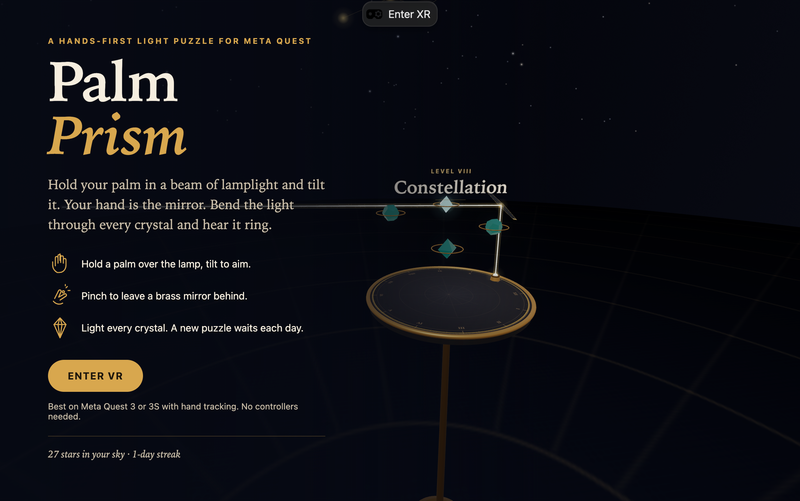 Enter XR
A HANDS-FIRST LIGHT PUZZLE FOR META QUEST
Palm
Prism
Hold your palm in a beam of lamplight and tilt
it. Your hand is the mirror. Bend the light
through every crystal and hear it ring.
Hold a palm over the lamp, tilt to aim.
Pinch to leave a brass mirror behind.
Light every crystal. A new puzzle waits each day.
ENTER VR
Best on Meta Quest 3 or 3S with hand tracking. No controllers
needed.
27 stars in your sky · 1-day streak
LEVEL VIII
Constellation